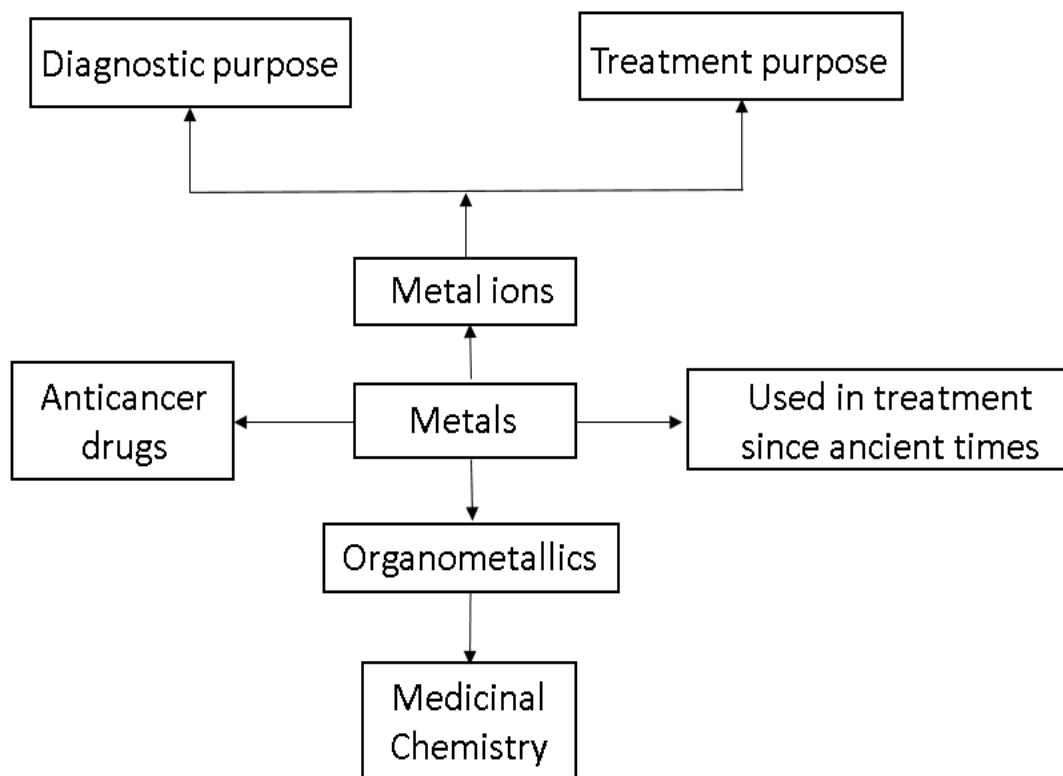 Diagnostic purpose
Treatment purpose
Metal ions
Anticancer
drugs
Metals
Used in treatment
since ancient times
Organometallics
Medicinal
Chemistry